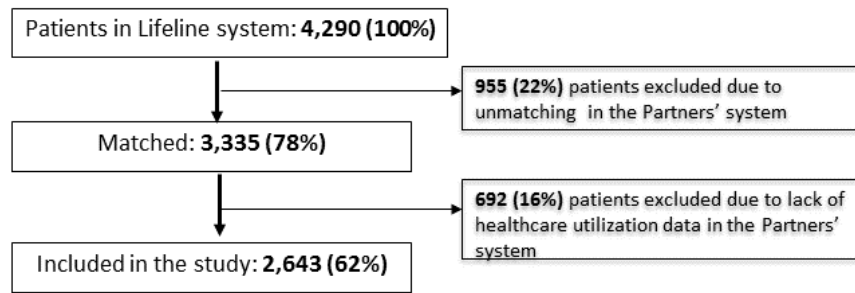 Patients in Lifeline system: 4,290 (100%)
955 (22%) patients excluded due to
unmatching in the Partners' system
Matched: 3,335 (78%)
692 (16%) patients excluded due to lack of
healthcare utilization data in the Partners'
system
Included in the study: 2,643 (62%)